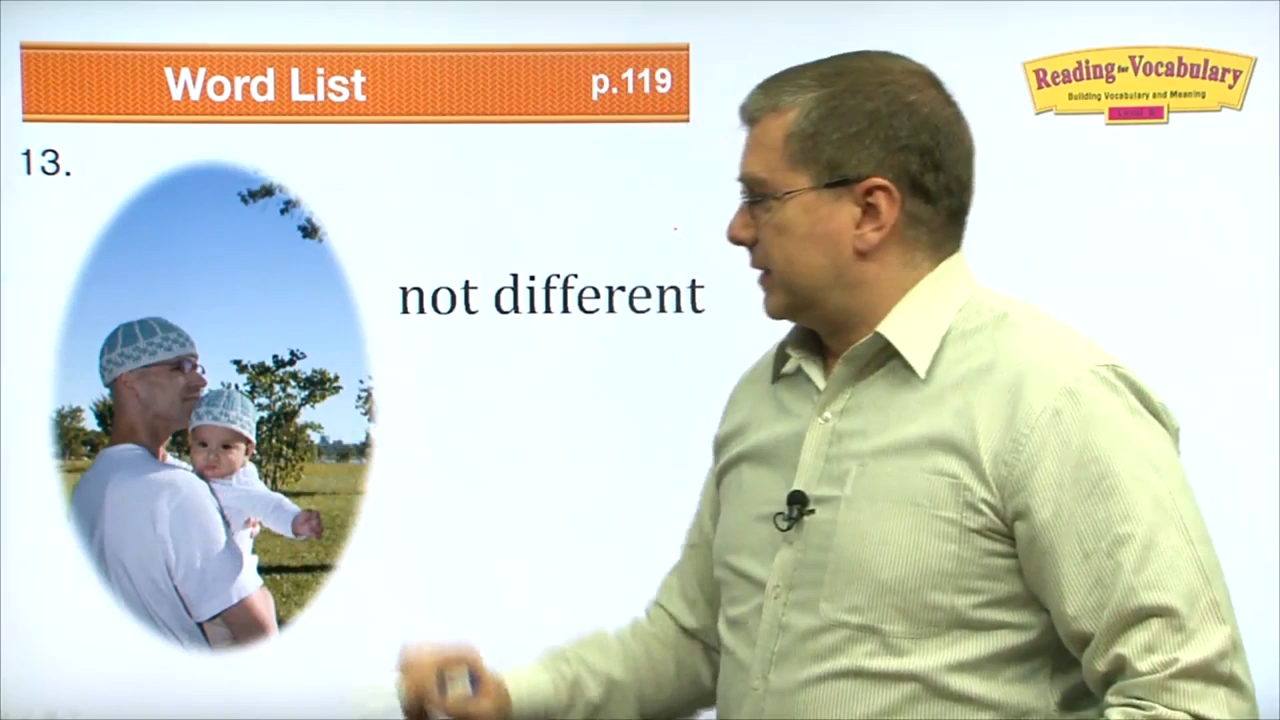 Word List p.119
Reading for Vocabulary
Building Vocabulary and Meaning
13.
not different